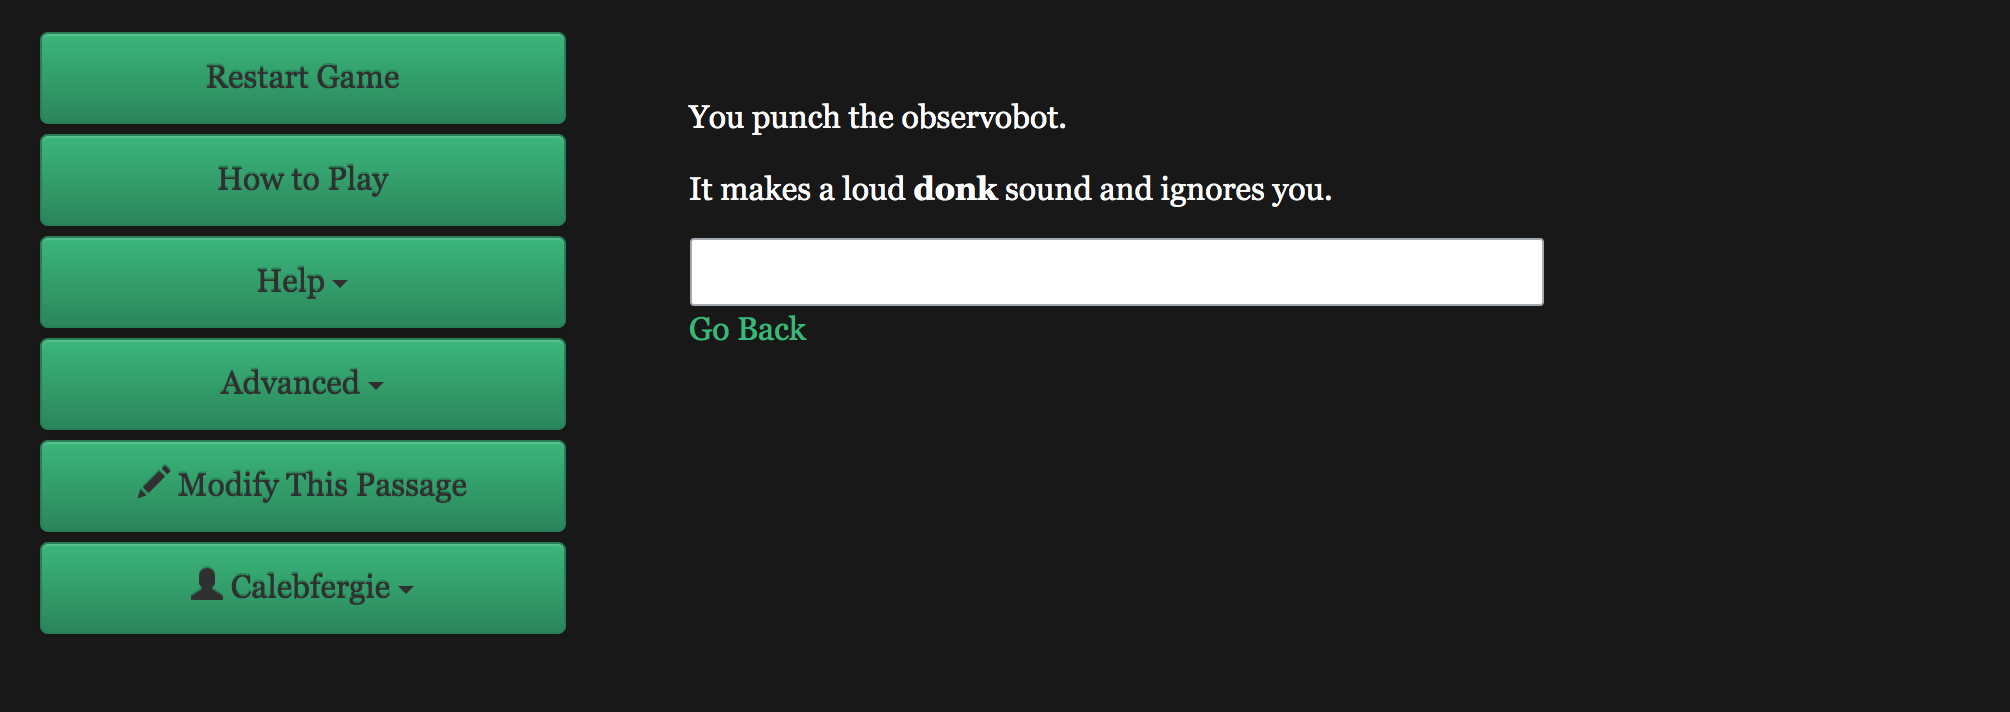 Restart Game
How to Play
Help
Advanced
Modify This Passage
Calebfergie
You punch the observobot.
It makes a loud donk sound and ignores you.
Go Back